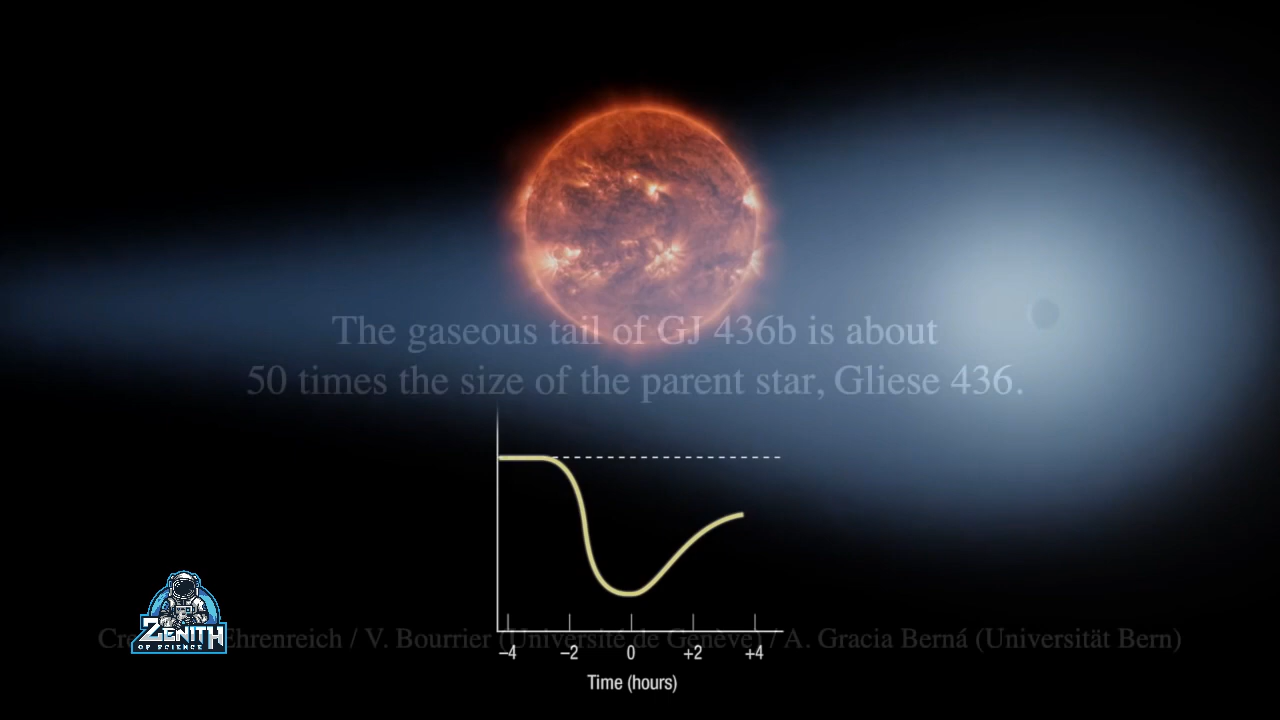 The gaseous tail of GJ 436b is about
50 times the size of the parent star, Gliese 436.
ZENITH
OF SCIENCE
Ehrenreich / V. Bourrier (Université de Genève) / A. Gracia Berná (Universität Bern)
−4 −2 0 +2 +4
Time (hours)